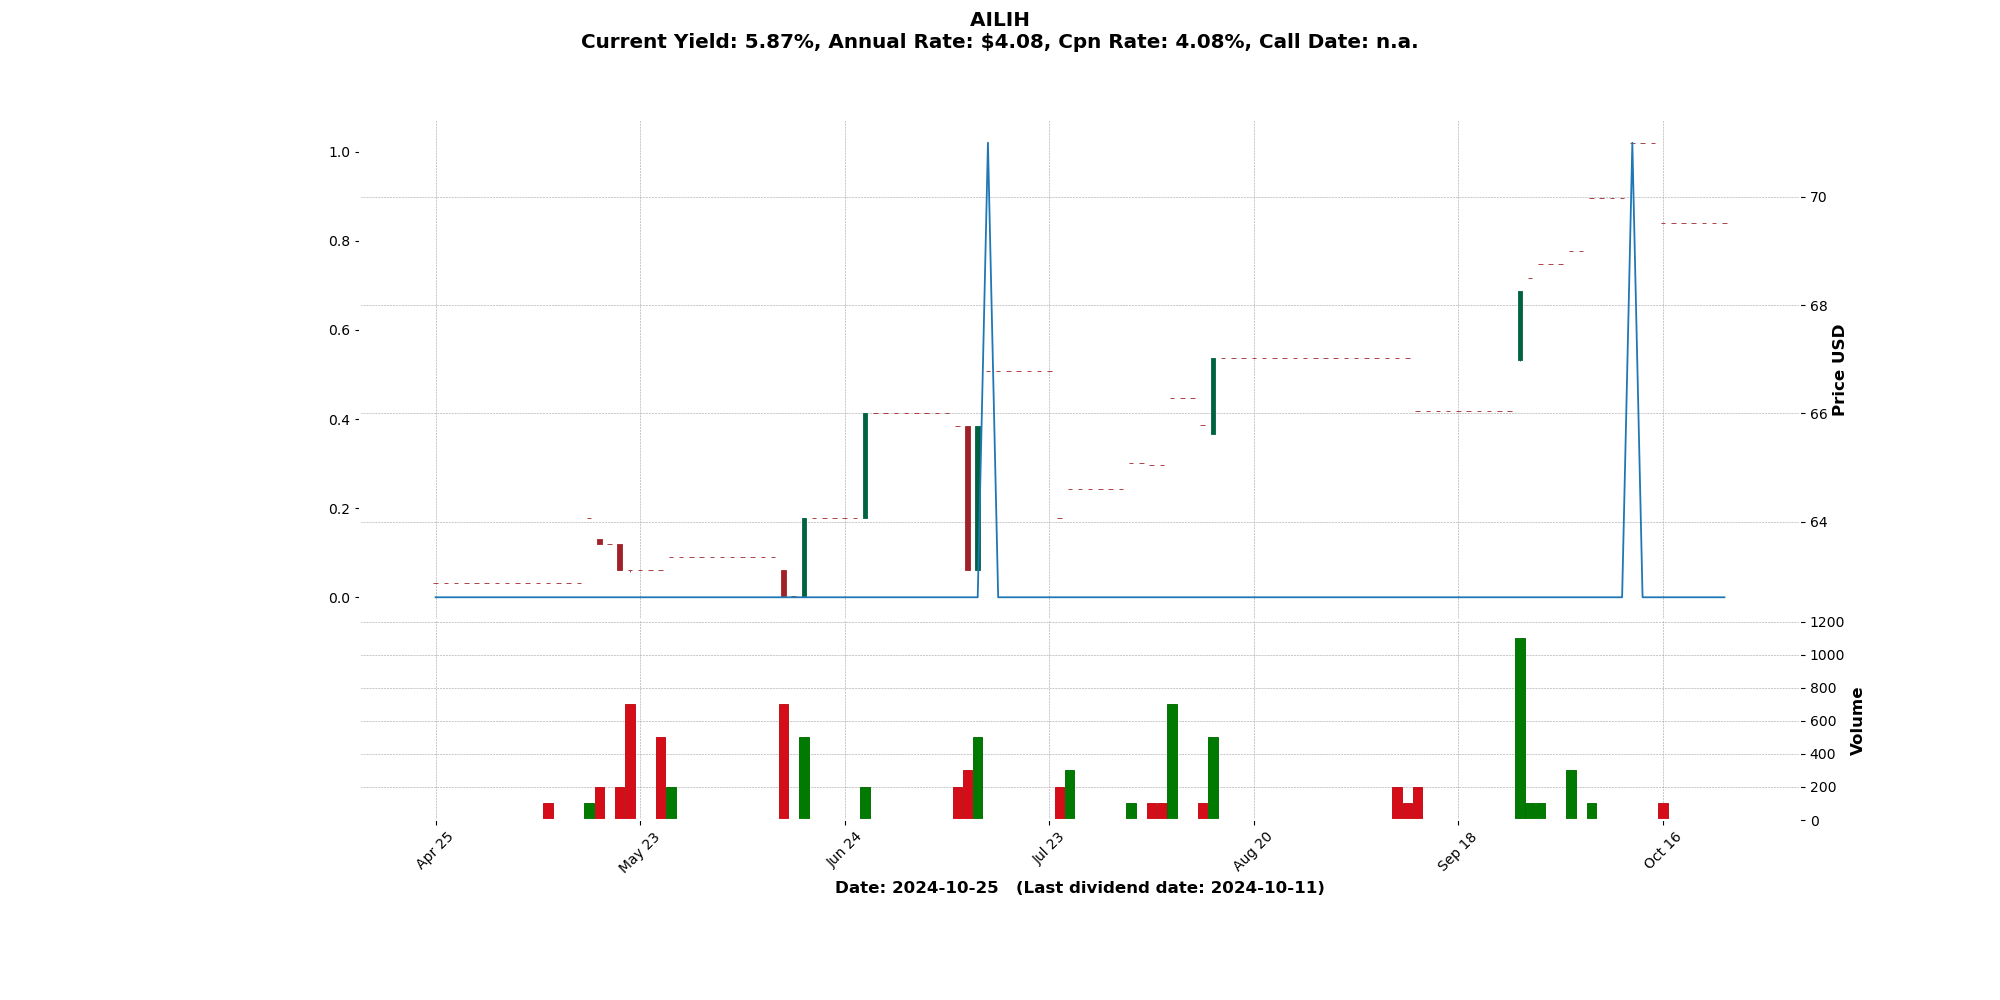 AILIH
Current Yield: 5.87%, Annual Rate: $4.08, Cpn Rate: 4.08%, Call Date: n.a.
1.0
0.8
0.6
0.4
0.2
0.0
70
68
66
64
Price USD
1200
1000
800
600
400
200
0
Volume
Apr 25
May 23
Jun 24
Jul 23
Aug 20
Sep 18
Oct 16
Date: 2024-10-25 (Last dividend date: 2024-10-11)